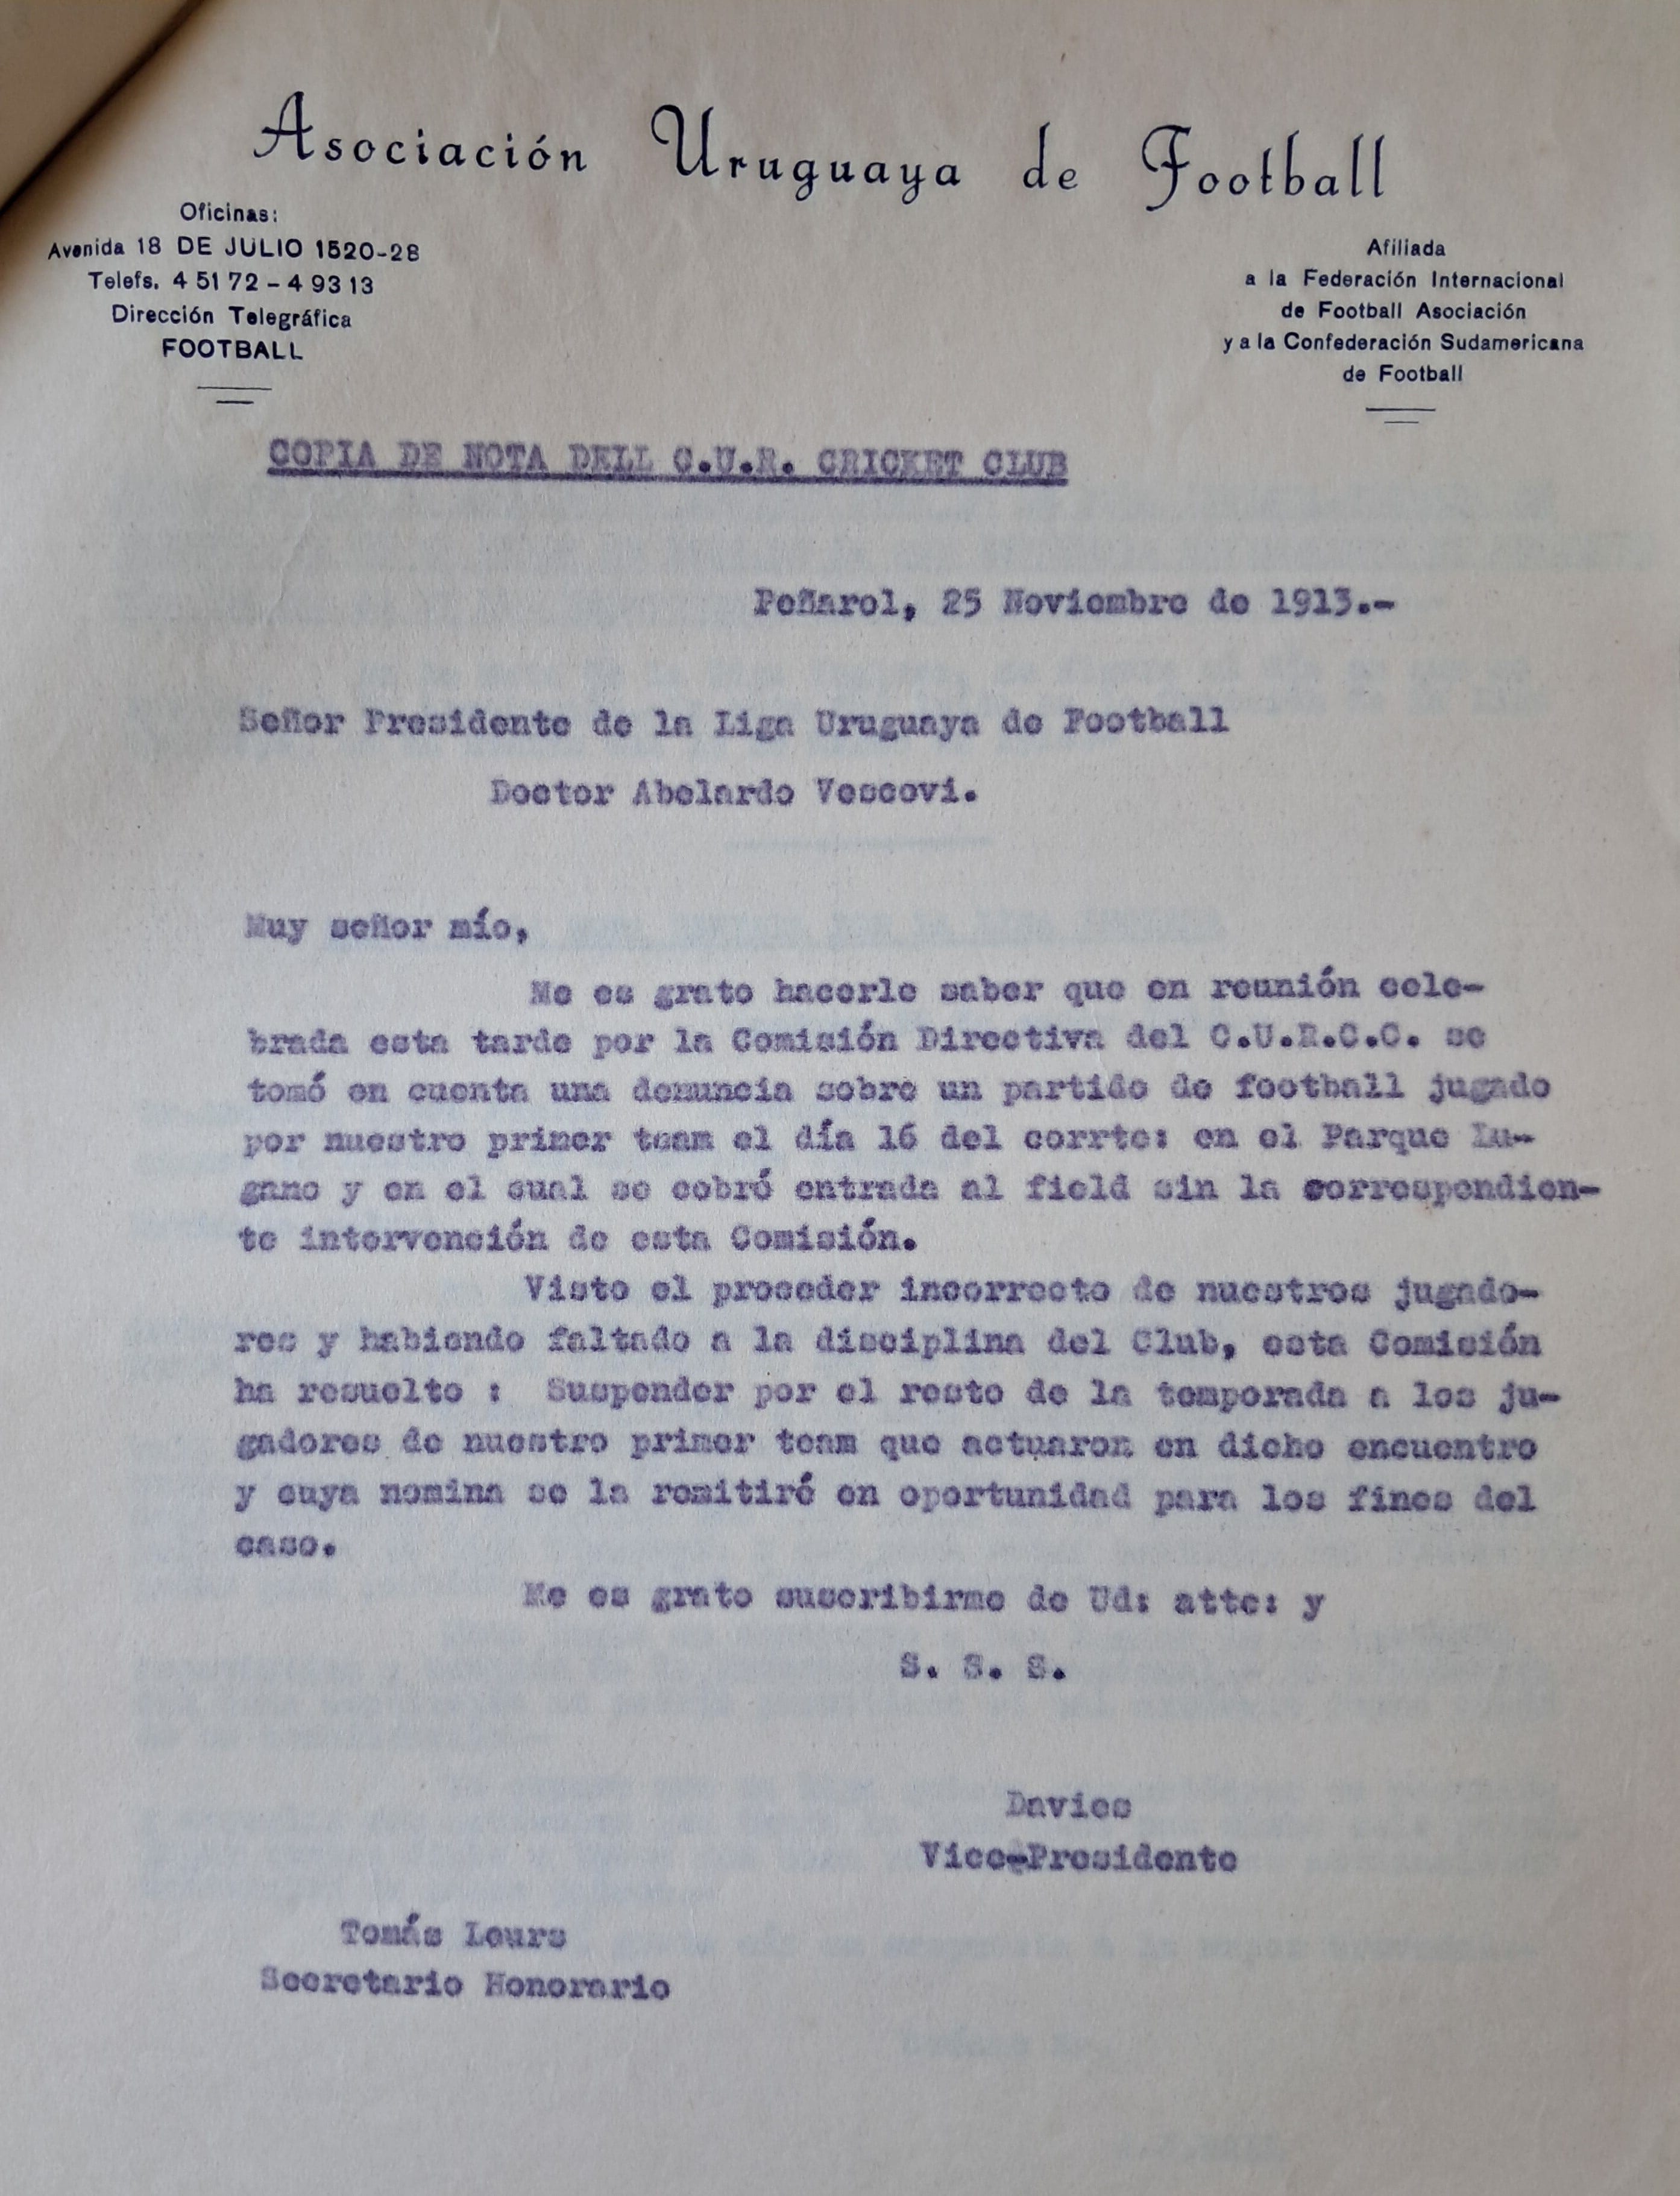 Asociación Uruguaya de Football
Oficinas:
Avenida 18 DE JULIO 1520-28
Telefs. 4 51 72 - 4 93 13
Dirección Telegráfica
FOOTBALL
Afiliada
a la Federación Internacional
de Football Asociación
y a la Confederación Sudamericana
de Football
COPIA DE NOTA DELL C.U.R. CRICKET CLUB
Peñarol, 25 Noviembre de 1913.-
Señor Presidente de la Liga Uruguaya de Football
Doctor Abelardo Vescovi.
Muy señor mío,
Me es grato hacerle saber que en reunión cele-
brada esta tarde por la Comisión Directiva del C.U.R.C.C. se
tomó en cuenta una denuncia sobre un partido de football jugado
por nuestro primer team el día 16 del corrte: en el Parque Lu-
gano y en el cual se cobró entrada al field sin la correspondien-
te intervención de esta Comisión.
Visto el proceder incorrecto de nuestros jugado-
res y habiendo faltado a la disciplina del Club, esta Comisión
ha resuelto : Suspender por el resto de la temporada a los ju-
gadores de nuestro primer team que actuaron en dicho encuentro
y cuya nomina se la remitiré en oportunidad para los fines del
caso.
Me es grato suscribirme de Ud: atte: y
S. S. S.
Davies
Vice-Presidente
Tomás Lours
Secretario Honorario